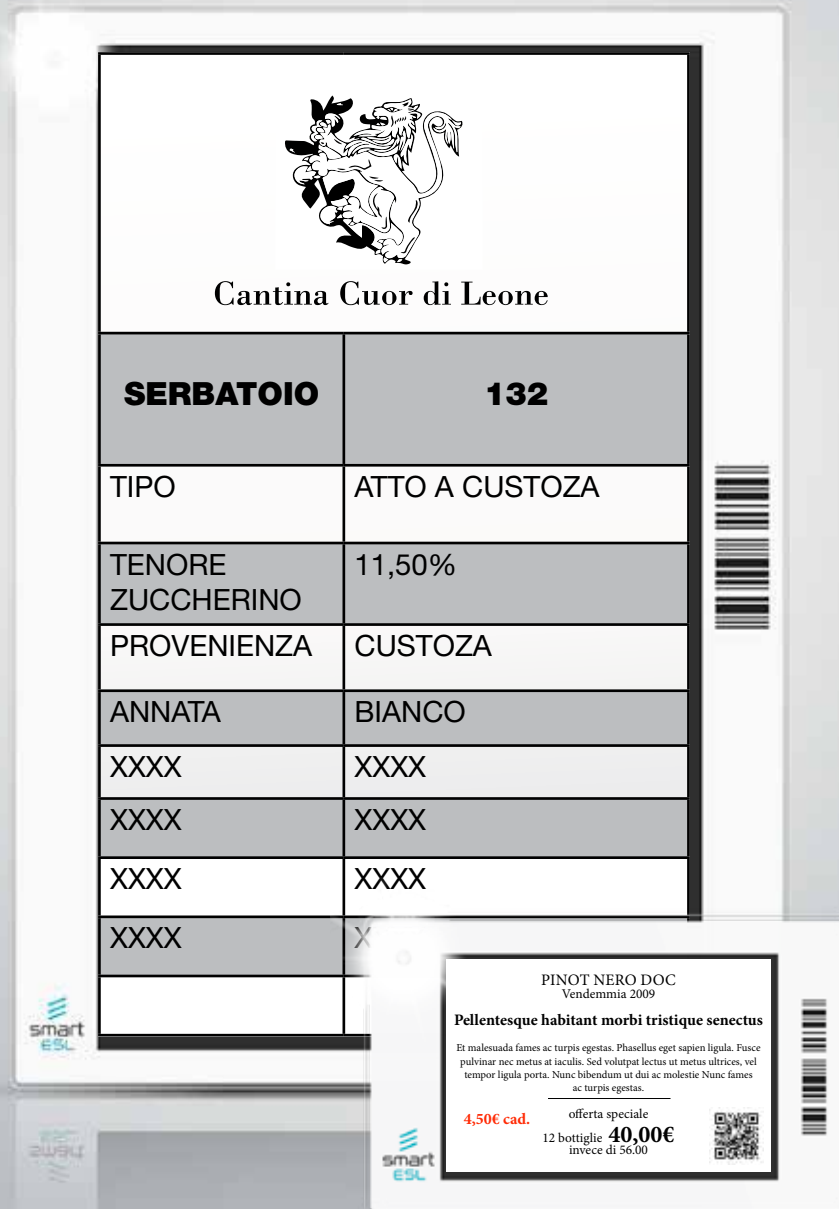 Cantina Cuor di Leone
SERBATOIO 132
TIPO ATTO A CUSTOZA
TENORE ZUCCHERINO 11,50%
PROVENIENZA CUSTOZA
ANNATA BIANCO
XXXX XXXX
XXXX XXXX
XXXX XXXX
XXXX X
smart
ESL
PINOT NERO DOC
Vendemmia 2009
Pellentesque habitant morbi tristique senectus
Et malesuada fames ac turpis egestas. Phasellus eget sapien ligula. Fusce
pulvinar nec metus at iaculis. Sed volutpat lectus ut metus ultrices, vel
tempor ligula porta. Nunc bibendum ut dui ac molestie Nunc fames
ac turpis egestas.
4,50€ cad.
offerta speciale
12 bottiglie 40,00€
invece di 56.00
smart
ESL